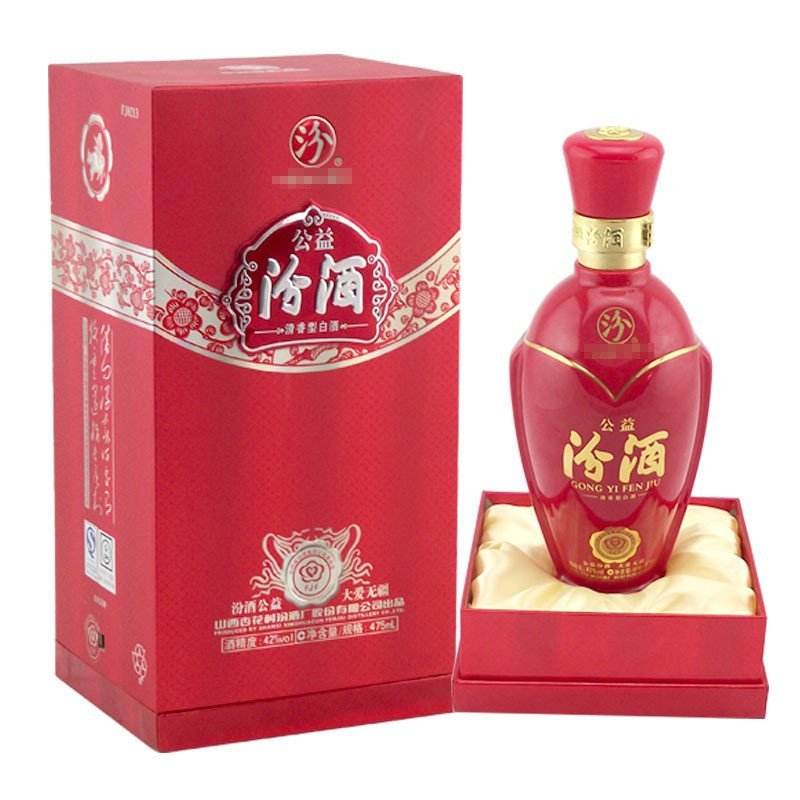 汾
®
公益
汾酒
清香型白酒
汾酒公益 大爱无疆
山西杏花村汾酒厂股份有限公司出品
PRODUCED BY SHANXI XINGHUACUN FENJIU DISTILLERY CO.,LTD.
酒精度:42%vol 净含量/规格:475mL
汾酒
汾
公益
汾酒
GONG YI FEN JIU
清香型白酒